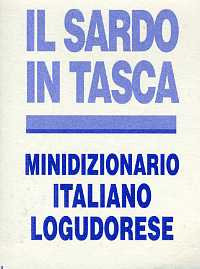 IL SARDO
IN TASCA
MINIDIZIONARIO
ITALIANO
LOGUDORESE